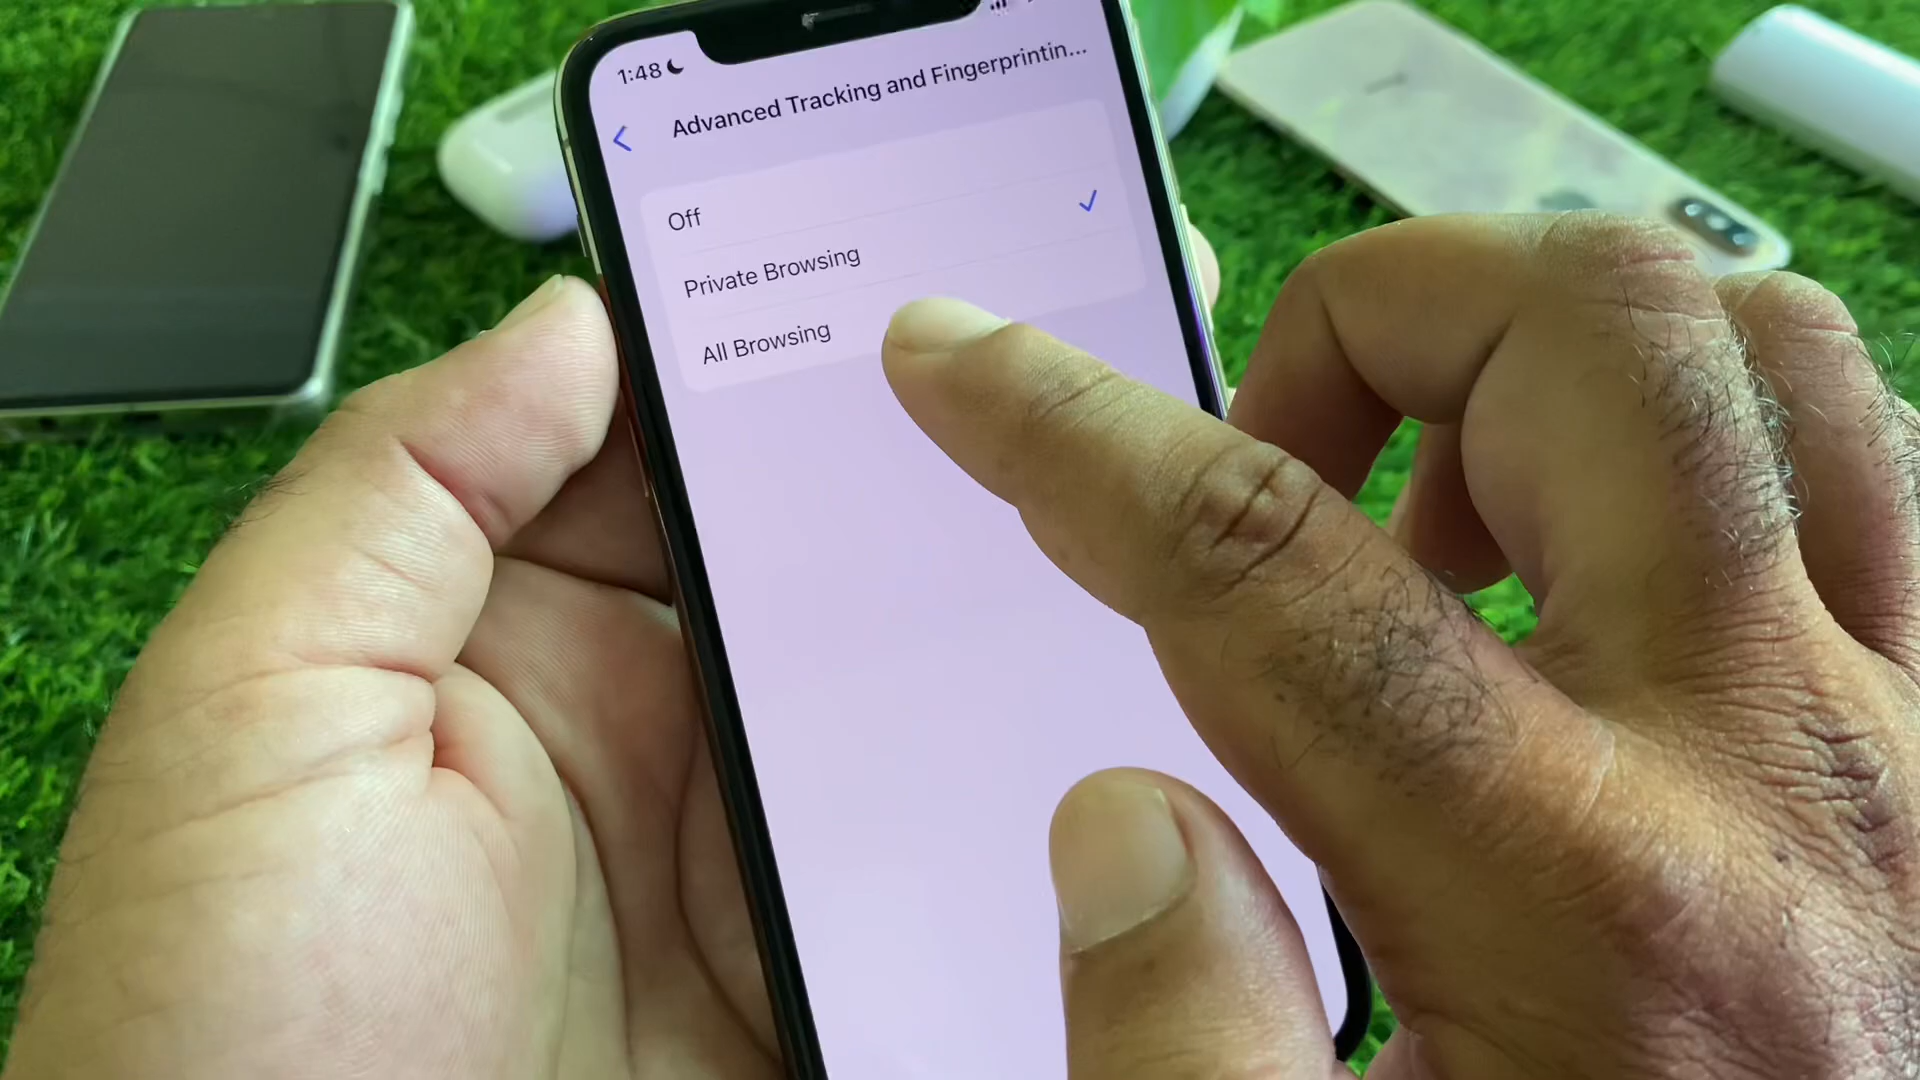 1:48
Advanced Tracking and Fingerprintin...
Off
Private Browsing
All Browsing